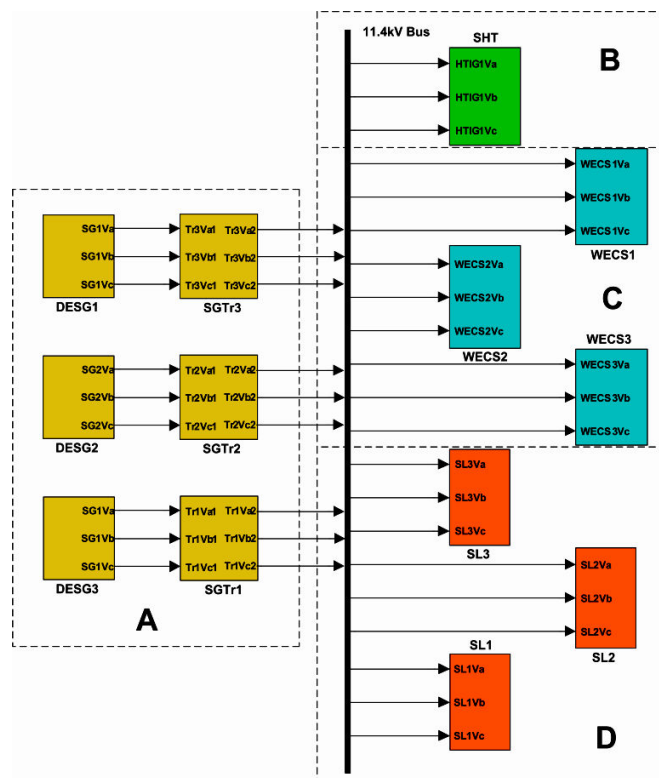 11.4kV Bus
SHT
HTIG1Va
HTIG1Vb
HTIG1Vc
B
WECS1Va
WECS1Vb
WECS1Vc
WECS1
SG1Va
SG1Vb
SG1Vc
DESG1
Tr3Va1 Tr3Va2
Tr3Vb1 Tr3Vb2
Tr3Vc1 Tr3Vc2
SGTr3
WECS2Va
WECS2Vb
WECS2Vc
WECS2
C
WECS3
WECS3Va
WECS3Vb
WECS3Vc
SG2Va
SG2Vb
SG2Vc
DESG2
Tr2Va1 Tr2Va2
Tr2Vb1 Tr2Vb2
Tr2Vc1 Tr2Vc2
SGTr2
SL3Va
SL3Vb
SL3Vc
SL3
SG1Va
SG1Vb
SG1Vc
DESG3
Tr1Va1 Tr1Va2
Tr1Vb1 Tr1Vb2
Tr1Vc1 Tr1Vc2
SGTr1
A
SL2Va
SL2Vb
SL2Vc
SL2
SL1
SL1Va
SL1Vb
SL1Vc
D